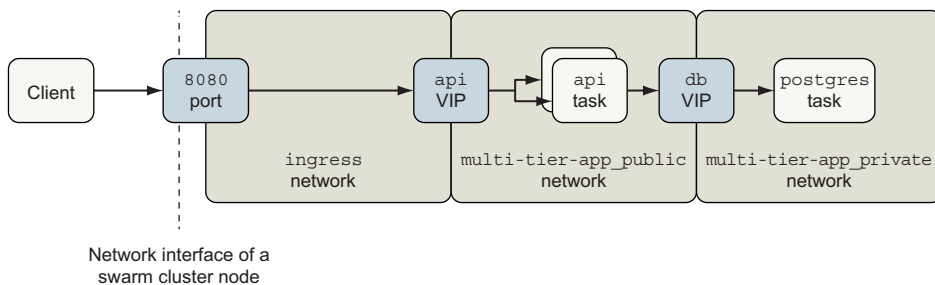 Client
8080
port
api
VIP
api
task
db
VIP
postgres
task
ingress
network
multi-tier-app_public
network
multi-tier-app_private
network
Network interface of a
swarm cluster node